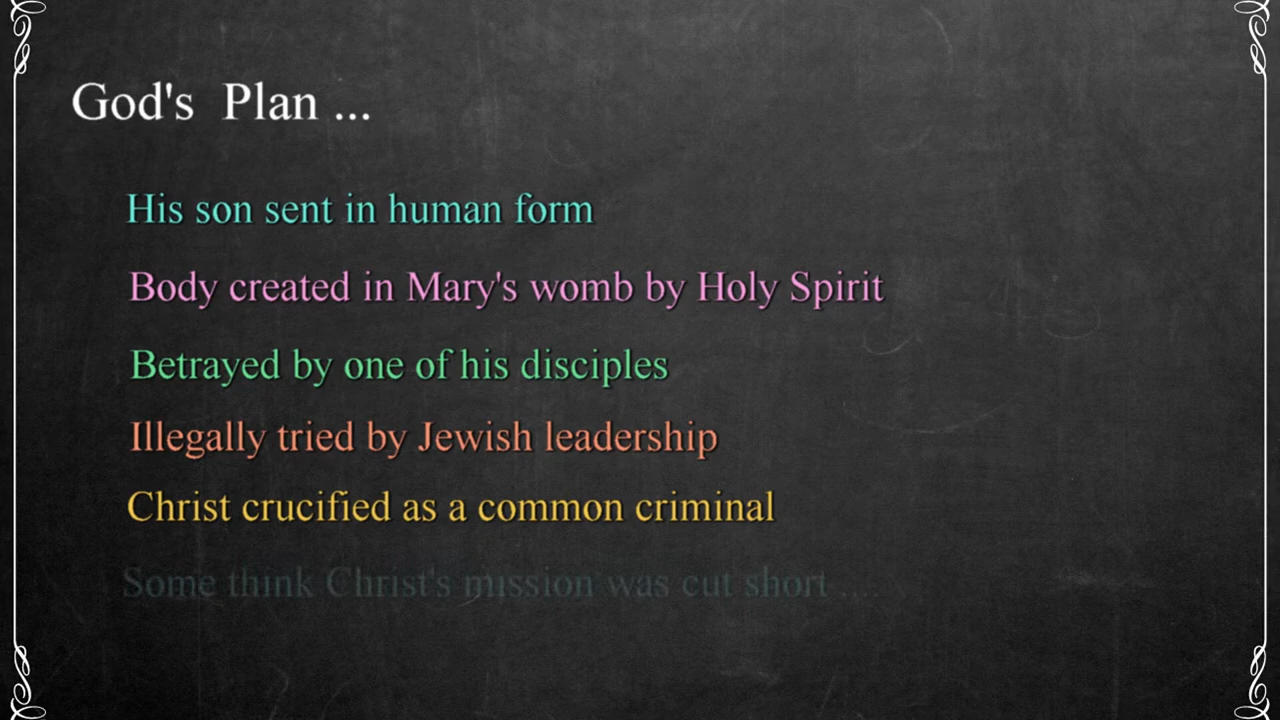 God's Plan ...
His son sent in human form
Body created in Mary's womb by Holy Spirit
Betrayed by one of his disciples
Illegally tried by Jewish leadership
Christ crucified as a common criminal
Some think Christ's mission was cut short ....